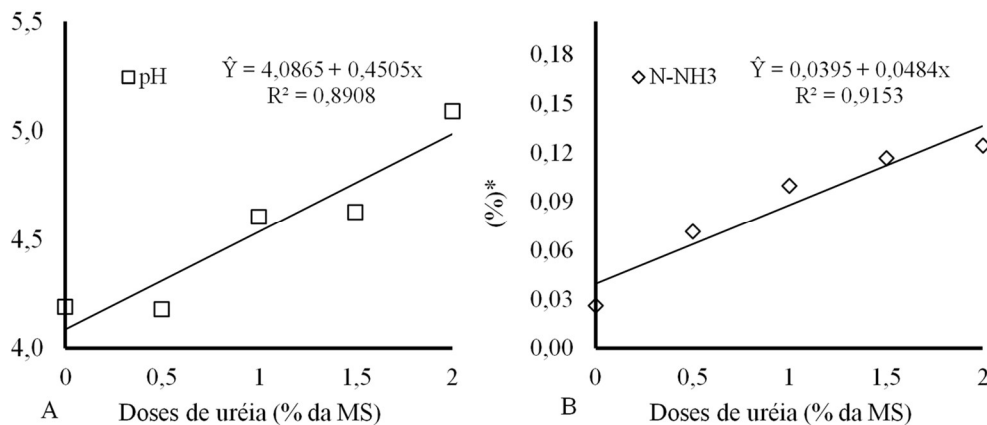 5,5
5,0
4,5
4,0
pH
Ŷ = 4,0865 + 0,4505x
R² = 0,8908
0 0,5 1 1,5 2
A Doses de uréia (% da MS)
(%)*
0,18
0,15
0,12
0,09
0,06
0,03
0,00
N-NH3
Ŷ = 0,0395 + 0,0484x
R² = 0,9153
0 0,5 1 1,5 2
B Doses de uréia (% da MS)